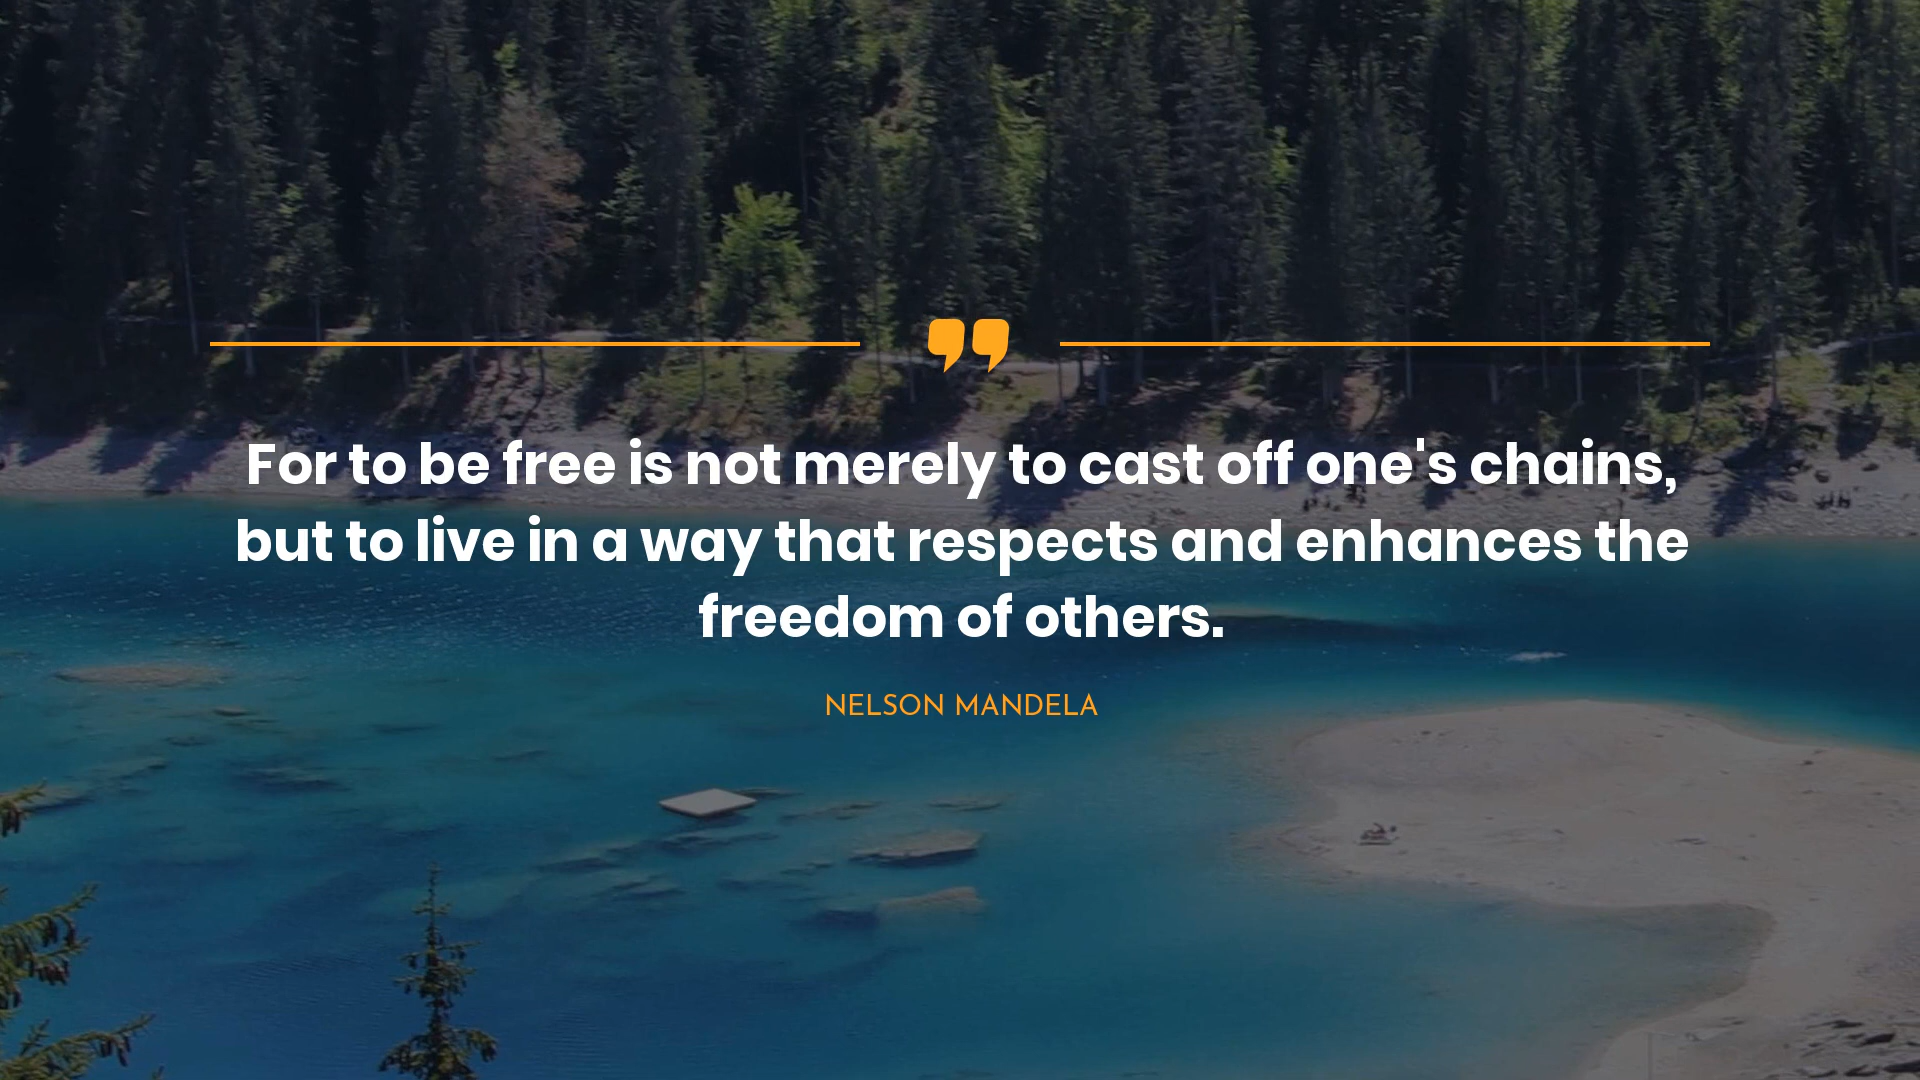 For to be free is not merely to cast off one's chains,
but to live in a way that respects and enhances the
freedom of others.
NELSON MANDELA